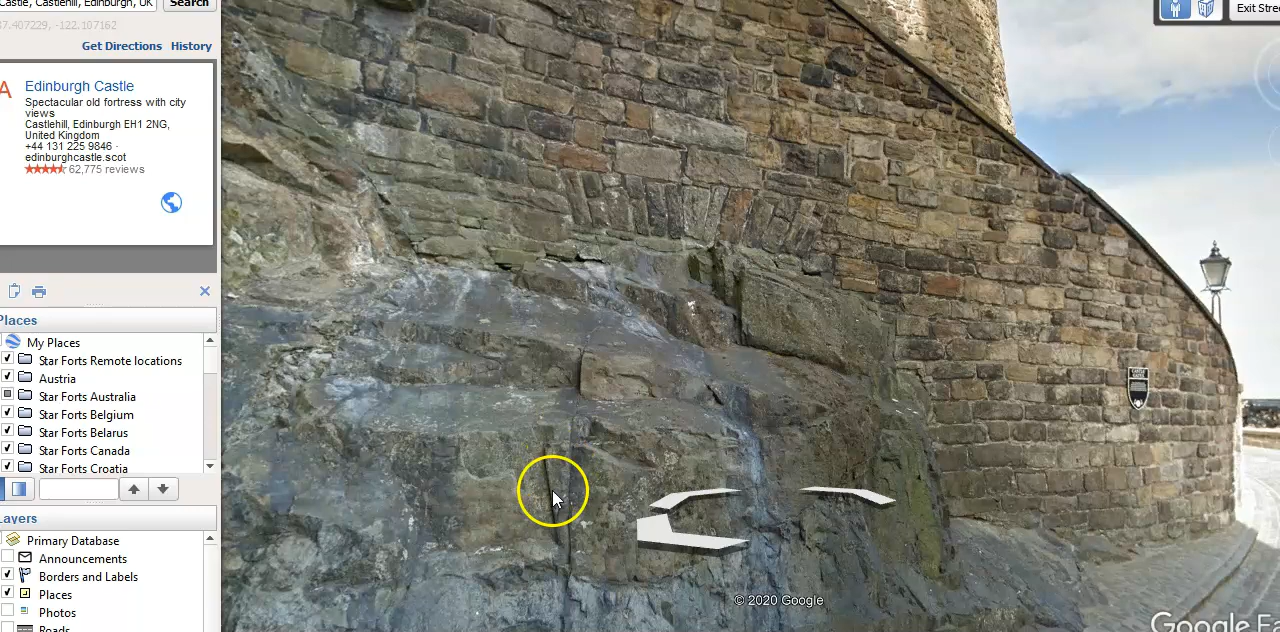 Castle, Castlehill, Edinburgh, UK
Search
37.407229, -122.107162
Get Directions History
A
Edinburgh Castle
Spectacular old fortress with city
views
Castlehill, Edinburgh EH1 2NG,
United Kingdom
+44 131 225 9846 ·
edinburghcastle.scot
62,775 reviews
Places
My Places
Star Forts Remote locations
Austria
Star Forts Australia
Star Forts Belgium
Star Forts Belarus
Star Forts Canada
Star Forts Croatia
Layers
Primary Database
Announcements
Borders and Labels
Places
Photos
Roads
Exit Stre
© 2020 Google
Google Ea